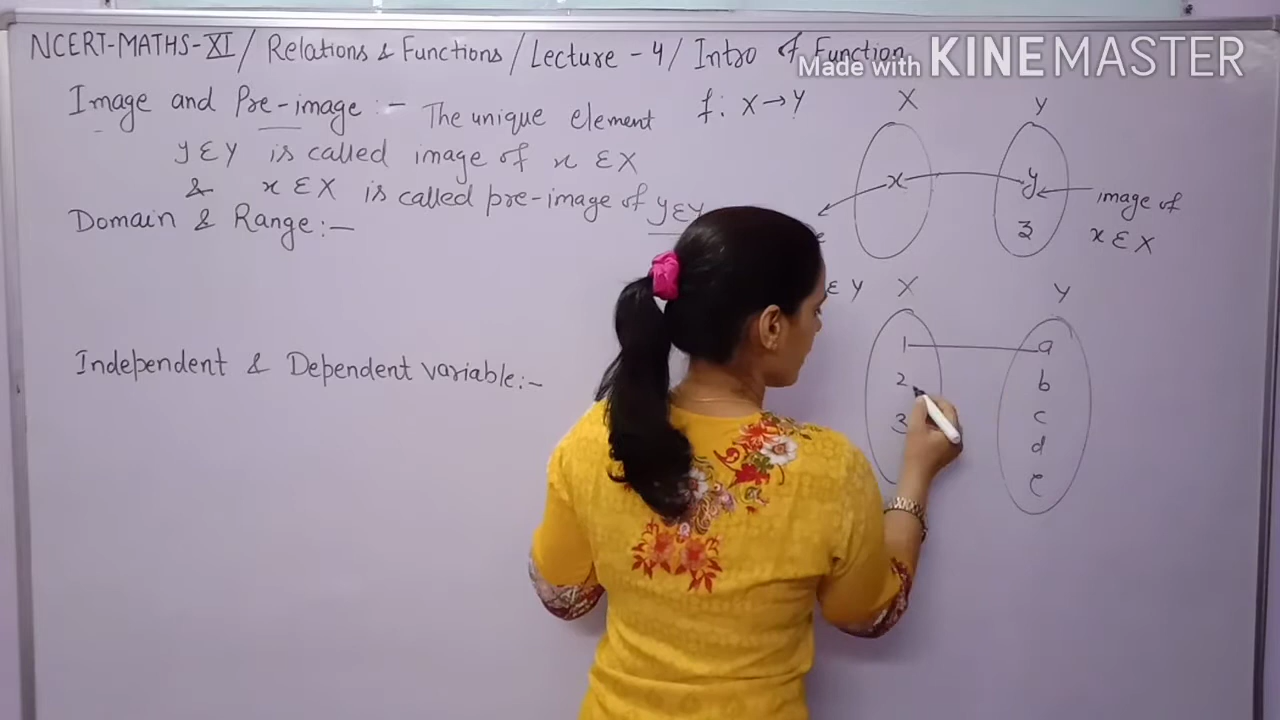 NCERT-MATHS-XI / Relations & Functions / Lecture - 4 / Intro of Function
Made with KINEMASTER
Image and Pre-image :- The unique element f: X→Y
y ε Y is called image of x ε X
& x ε X is called pre-image of y ε Y
Domain & Range :-
Independent & Dependent variable :-
X Y
x y
z
image of
x ε X
ε Y
X Y
1 a
2 b
3 c
d
e